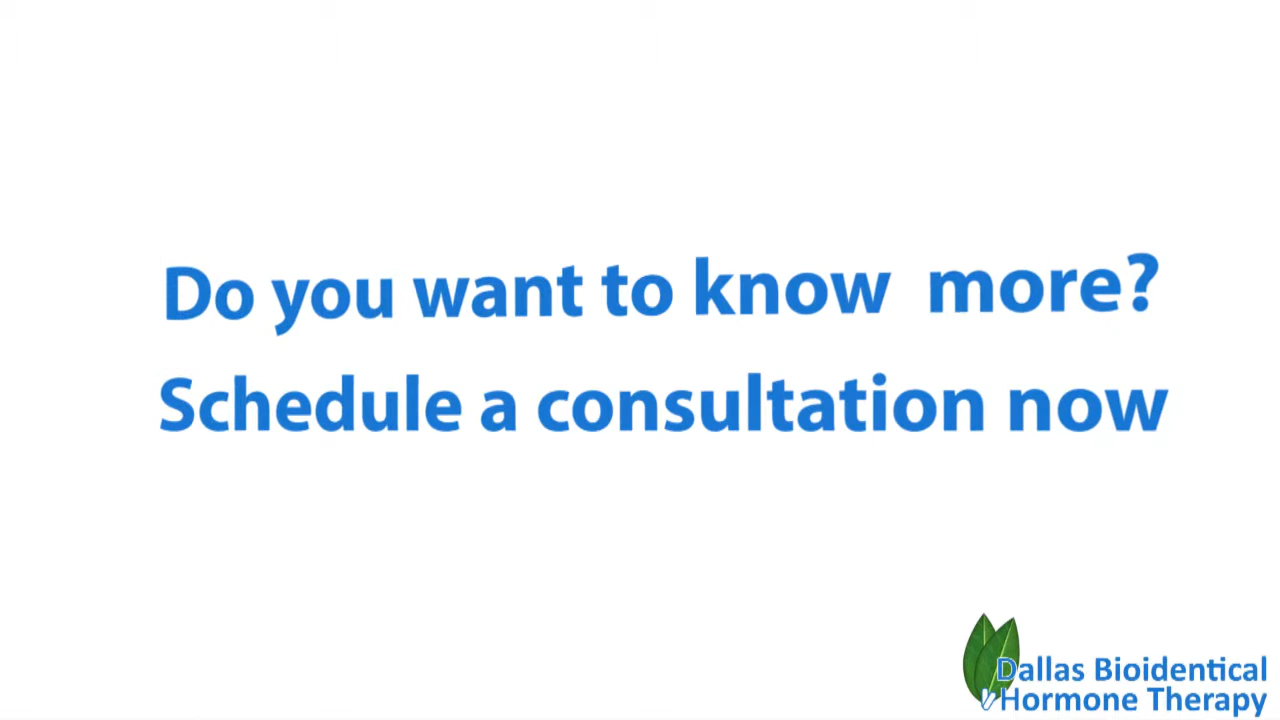 Do you want to know more?
Schedule a consultation now
Dallas Bioidentical
Hormone Therapy